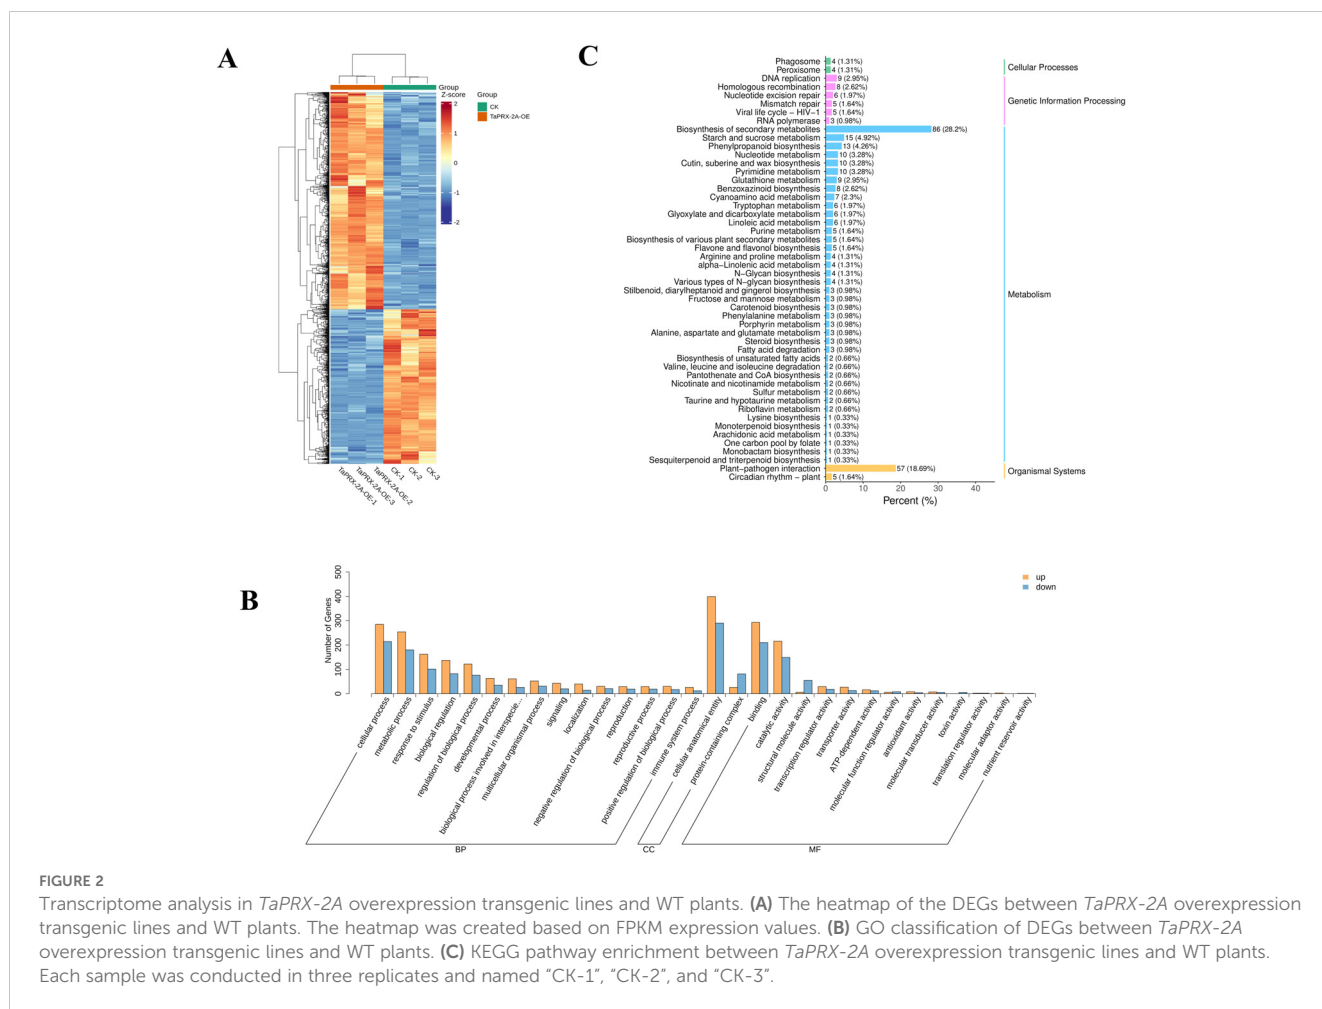 A
Group
Z-score
2
1
0
-1
-2
Group
CK
TaPRX-2A-OE
TaPRX-2A-OE-1
TaPRX-2A-OE-3
TaPRX-2A-OE-2
CK-1
CK-2
CK-3
C
Phagosome 4 (1.31%)
Peroxisome 4 (1.31%)
DNA replication 9 (2.95%)
Homologous recombination 8 (2.62%)
Nucleotide excision repair 6 (1.97%)
Mismatch repair 5 (1.64%)
Viral life cycle − HIV−1 5 (1.64%)
RNA polymerase 3 (0.98%)
Biosynthesis of secondary metabolites 86 (28.2%)
Starch and sucrose metabolism 15 (4.92%)
Phenylpropanoid biosynthesis 13 (4.26%)
Nucleotide metabolism 10 (3.28%)
Cutin, suberine and wax biosynthesis 10 (3.28%)
Pyrimidine metabolism 10 (3.28%)
Glutathione metabolism 9 (2.95%)
Benzoxazinoid biosynthesis 8 (2.62%)
Cyanoamino acid metabolism 7 (2.3%)
Tryptophan metabolism 6 (1.97%)
Glyoxylate and dicarboxylate metabolism 6 (1.97%)
Linoleic acid metabolism 6 (1.97%)
Purine metabolism 5 (1.64%)
Biosynthesis of various plant secondary metabolites 5 (1.64%)
Flavone and flavonol biosynthesis 5 (1.64%)
Arginine and proline metabolism 4 (1.31%)
alpha−Linolenic acid metabolism 4 (1.31%)
N−Glycan biosynthesis 4 (1.31%)
Various types of N−glycan biosynthesis 4 (1.31%)
Stilbenoid, diarylheptanoid and gingerol biosynthesis 3 (0.98%)
Fructose and mannose metabolism 3 (0.98%)
Carotenoid biosynthesis 3 (0.98%)
Phenylalanine metabolism 3 (0.98%)
Porphyrin metabolism 3 (0.98%)
Alanine, aspartate and glutamate metabolism 3 (0.98%)
Steroid biosynthesis 3 (0.98%)
Fatty acid degradation 3 (0.98%)
Biosynthesis of unsaturated fatty acids 2 (0.66%)
Valine, leucine and isoleucine degradation 2 (0.66%)
Pantothenate and CoA biosynthesis 2 (0.66%)
Nicotinate and nicotinamide metabolism 2 (0.66%)
Sulfur metabolism 2 (0.66%)
Taurine and hypotaurine metabolism 2 (0.66%)
Riboflavin metabolism 2 (0.66%)
Lysine biosynthesis 1 (0.33%)
Monoterpenoid biosynthesis 1 (0.33%)
Arachidonic acid metabolism 1 (0.33%)
One carbon pool by folate 1 (0.33%)
Monobactam biosynthesis 1 (0.33%)
Sesquiterpenoid and triterpenoid biosynthesis 1 (0.33%)
Plant−pathogen interaction 57 (18.69%)
Circadian rhythm − plant 5 (1.64%)
0 10 20 30 40
Percent (%)
Cellular Processes
Genetic Information Processing
Metabolism
Organismal Systems
B
Number of Genes
500
400
300
200
100
0
up
down
cellular process
metabolic process
response to stimulus
biological regulation
regulation of biological process
developmental process
biological process involved in interspecie...
multicellular organismal process
signaling
localization
negative regulation of biological process
reproduction
reproductive process
positive regulation of biological process
immune system process
cellular anatomical entity
protein-containing complex
binding
catalytic activity
structural molecule activity
transcription regulator activity
transporter activity
ATP-dependent activity
molecular function regulator activity
antioxidant activity
molecular transducer activity
toxin activity
translation regulator activity
molecular adaptor activity
nutrient reservoir activity
BP
CC
MF
FIGURE 2
Transcriptome analysis in TaPRX-2A overexpression transgenic lines and WT plants. (A) The heatmap of the DEGs between TaPRX-2A overexpression
transgenic lines and WT plants. The heatmap was created based on FPKM expression values. (B) GO classification of DEGs between TaPRX-2A
overexpression transgenic lines and WT plants. (C) KEGG pathway enrichment between TaPRX-2A overexpression transgenic lines and WT plants.
Each sample was conducted in three replicates and named “CK-1”, “CK-2”, and “CK-3”.